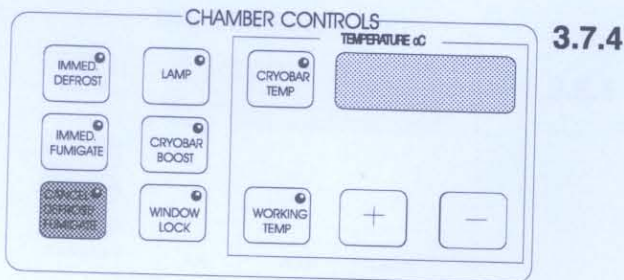 CHAMBER CONTROLS
3.7.4
TEMPERATURE oC
IMMED.
DEFROST
LAMP
CRYOBAR
TEMP
IMMED.
FUMIGATE
CRYOBAR
BOOST
CANCEL
DEFROST
FUMIGATE
WINDOW
LOCK
WORKING
TEMP
+
−